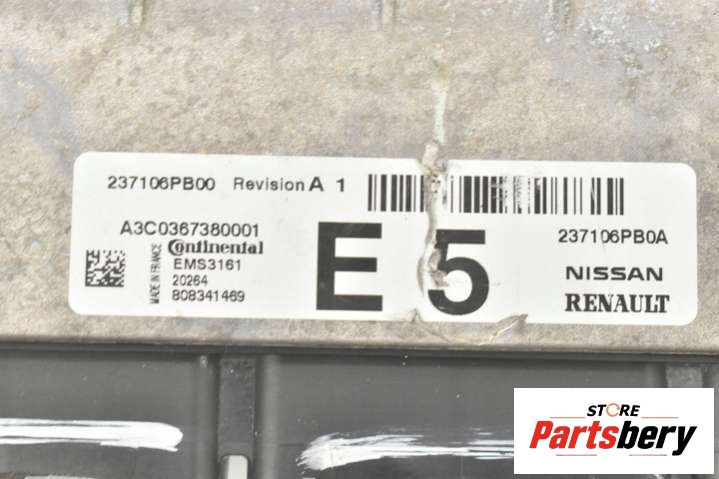 237106PB00 Revision A 1
A3C0367380001
Continental
EMS3161
20264
808341469
MADE IN FRANCE
E 5
237106PB0A
NISSAN
RENAULT
STORE
Partsbery